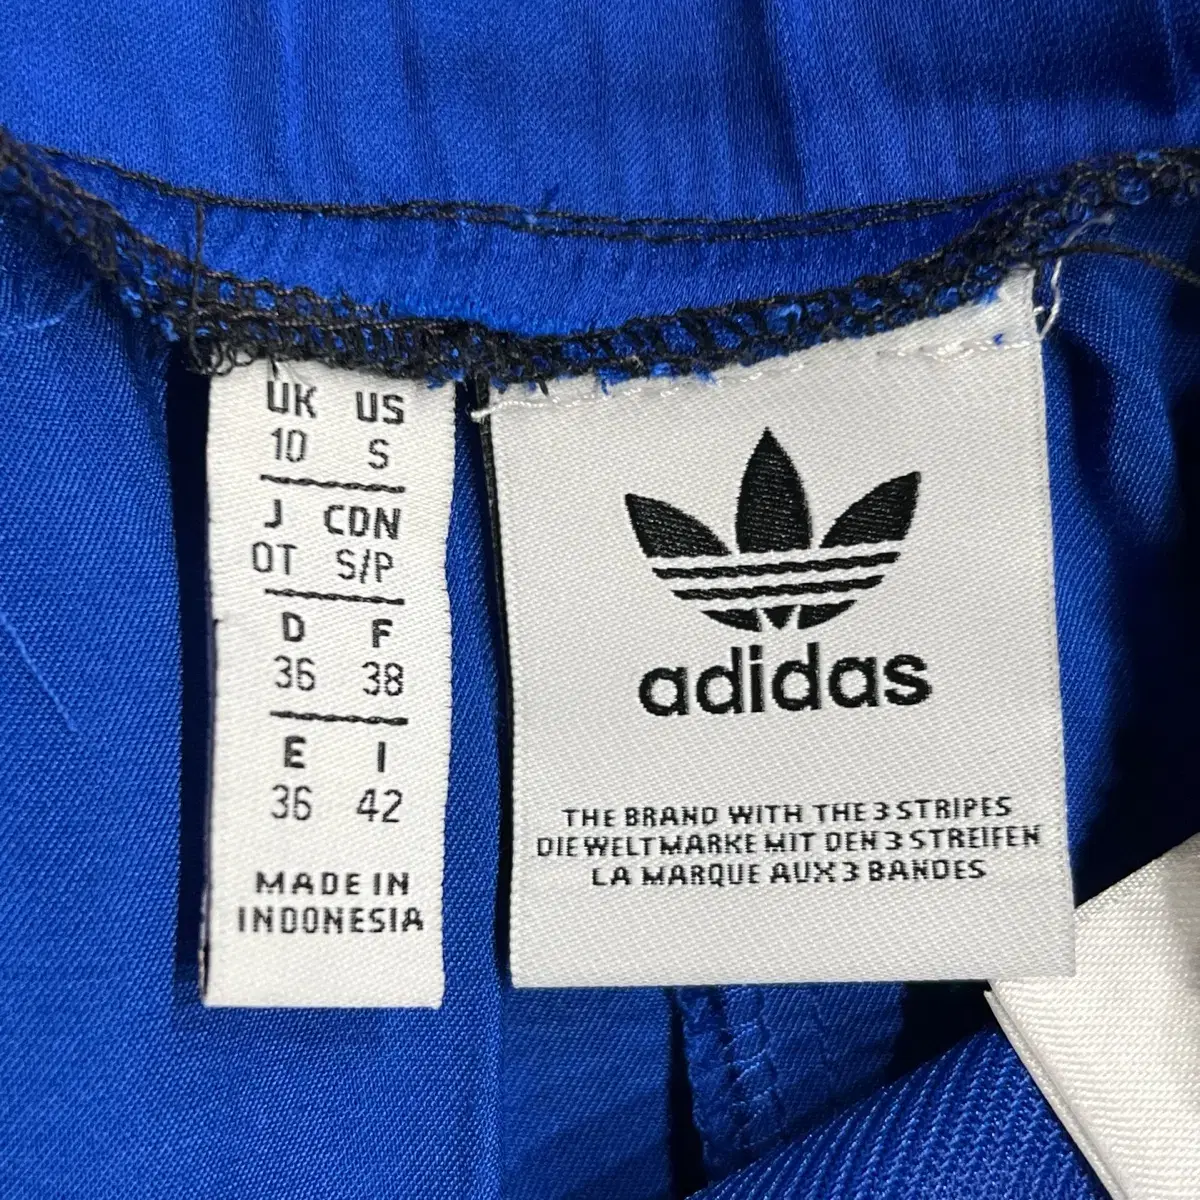 UK US
10 S
J CDN
OT S/P
D F
36 38
E I
36 42
MADE IN
INDONESIA
adidas
THE BRAND WITH THE 3 STRIPES
DIE WELTMARKE MIT DEN 3 STREIFEN
LA MARQUE AUX 3 BANDES